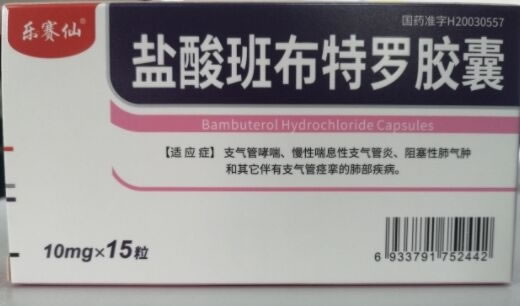 乐赛仙
国药准字H20030557
盐酸班布特罗胶囊
Bambuterol Hydrochloride Capsules
【适应症】支气管哮喘、慢性喘息性支气管炎、阻塞性肺气肿
和其它伴有支气管痉挛的肺部疾病。
10mg×15粒
6 933791 752442